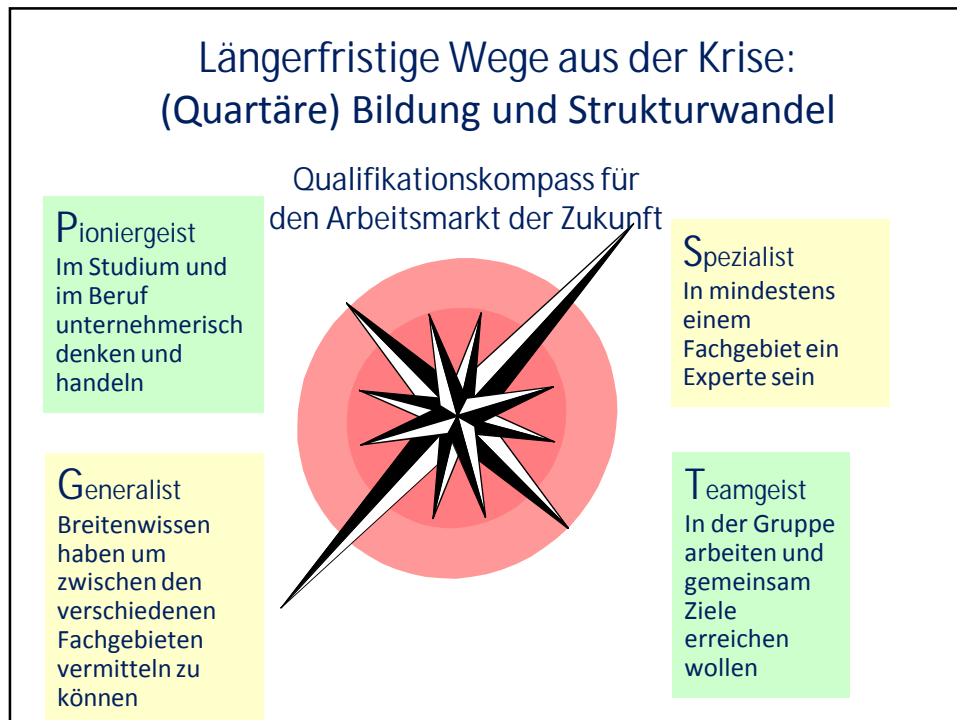 Längerfristige Wege aus der Krise:
(Quartäre) Bildung und Strukturwandel
Qualifikationskompass für
den Arbeitsmarkt der Zukunft
Pioniergeist
Im Studium und
im Beruf
unternehmerisch
denken und
handeln
Spezialist
In mindestens
einem
Fachgebiet ein
Experte sein
Generalist
Breitenwissen
haben um
zwischen den
verschiedenen
Fachgebieten
vermitteln zu
können
Teamgeist
In der Gruppe
arbeiten und
gemeinsam
Ziele
erreichen
wollen